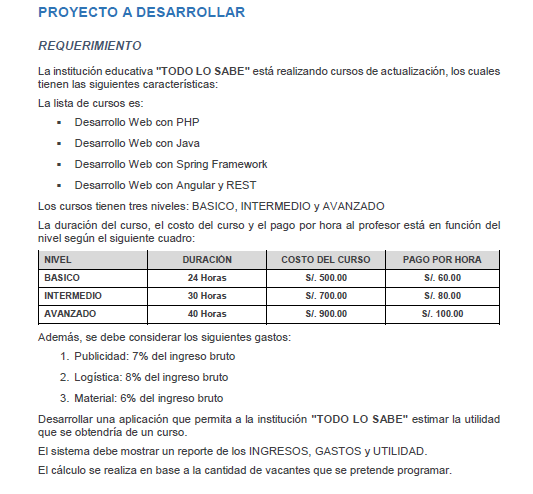 PROYECTO A DESARROLLAR
REQUERIMIENTO
La institución educativa "TODO LO SABE" está realizando cursos de actualización, los cuales
tienen las siguientes características:
La lista de cursos es:
▪ Desarrollo Web con PHP
▪ Desarrollo Web con Java
▪ Desarrollo Web con Spring Framework
▪ Desarrollo Web con Angular y REST
Los cursos tienen tres niveles: BASICO, INTERMEDIO y AVANZADO
La duración del curso, el costo del curso y el pago por hora al profesor está en función del
nivel según el siguiente cuadro:
NIVEL DURACIÓN COSTO DEL CURSO PAGO POR HORA
BASICO 24 Horas S/. 500.00 S/. 60.00
INTERMEDIO 30 Horas S/. 700.00 S/. 80.00
AVANZADO 40 Horas S/. 900.00 S/. 100.00
Además, se debe considerar los siguientes gastos:
1. Publicidad: 7% del ingreso bruto
2. Logística: 8% del ingreso bruto
3. Material: 6% del ingreso bruto
Desarrollar una aplicación que permita a la institución "TODO LO SABE" estimar la utilidad
que se obtendría de un curso.
El sistema debe mostrar un reporte de los INGRESOS, GASTOS y UTILIDAD.
El cálculo se realiza en base a la cantidad de vacantes que se pretende programar.